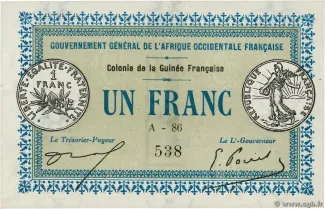 GOUVERNEMENT GÉNÉRAL DE L'AFRIQUE OCCIDENTALE FRANÇAISE
Colonie de la Guinée Française
LIBERTÉ·ÉGALITÉ·FRATERNITÉ
1
FRANC
RÉPUBLIQUE FRANÇAISE
UN FRANC
A - 86
Le Trésorier-Payeur
Le Lt-Gouverneur
538
www.cgb.fr